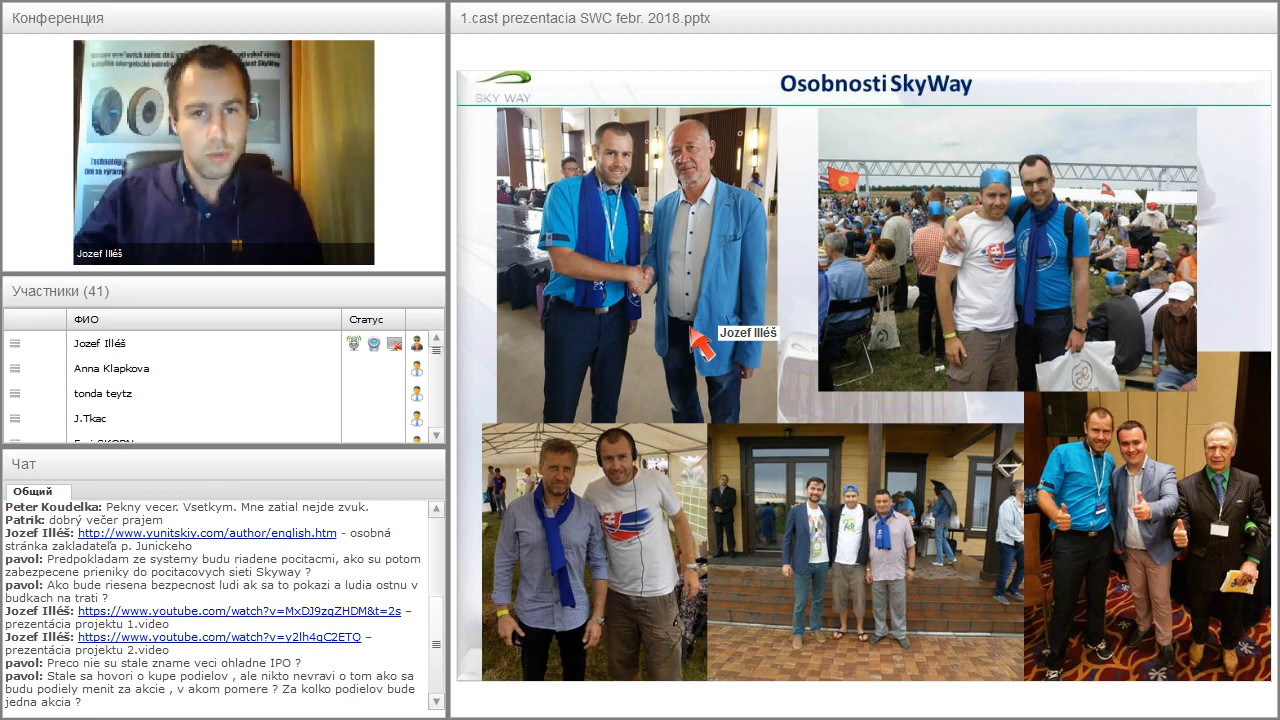 Конференция
Jozef Illéš
Участники (41)
ФИО
Статус
Jozef Illéš
Anna Klapkova
tonda teytz
J.Tkac
Чат
Общий
Peter Koudelka: Pekny vecer. Vsetkym. Mne zatial nejde zvuk.
Patrik: dobrý večer prajem
Jozef Illéš: http://www.yunitskiy.com/author/english.htm - osobná
stránka zakladateľa p. Junickeho
pavol: Predpokladam ze systemy budu riadene pocitacmi, ako su potom
zabezpecene prieniky do pocitacovych sieti Skyway ?
pavol: Ako bude riesena bezpecnost ludi ak sa to pokazi a ludia ostnu v
budkach na trati ?
Jozef Illéš: https://www.youtube.com/watch?v=MxDJ9zqZHDM&t=2s –
prezentácia projektu 1.video
Jozef Illéš: https://www.youtube.com/watch?v=y2lh4gC2ETQ –
prezentácia projektu 2.video
pavol: Preco nie su stale zname veci ohladne IPO ?
pavol: Stale sa hovori o kupe podielov , ale nikto nevravi o tom ako sa
budu podiely menit za akcie , v akom pomere ? Za kolko podielov bude
jedna akcia ?
1.cast prezentacia SWC febr. 2018.pptx
SKY WAY
Osobnosti SkyWay
Jozef Illéš